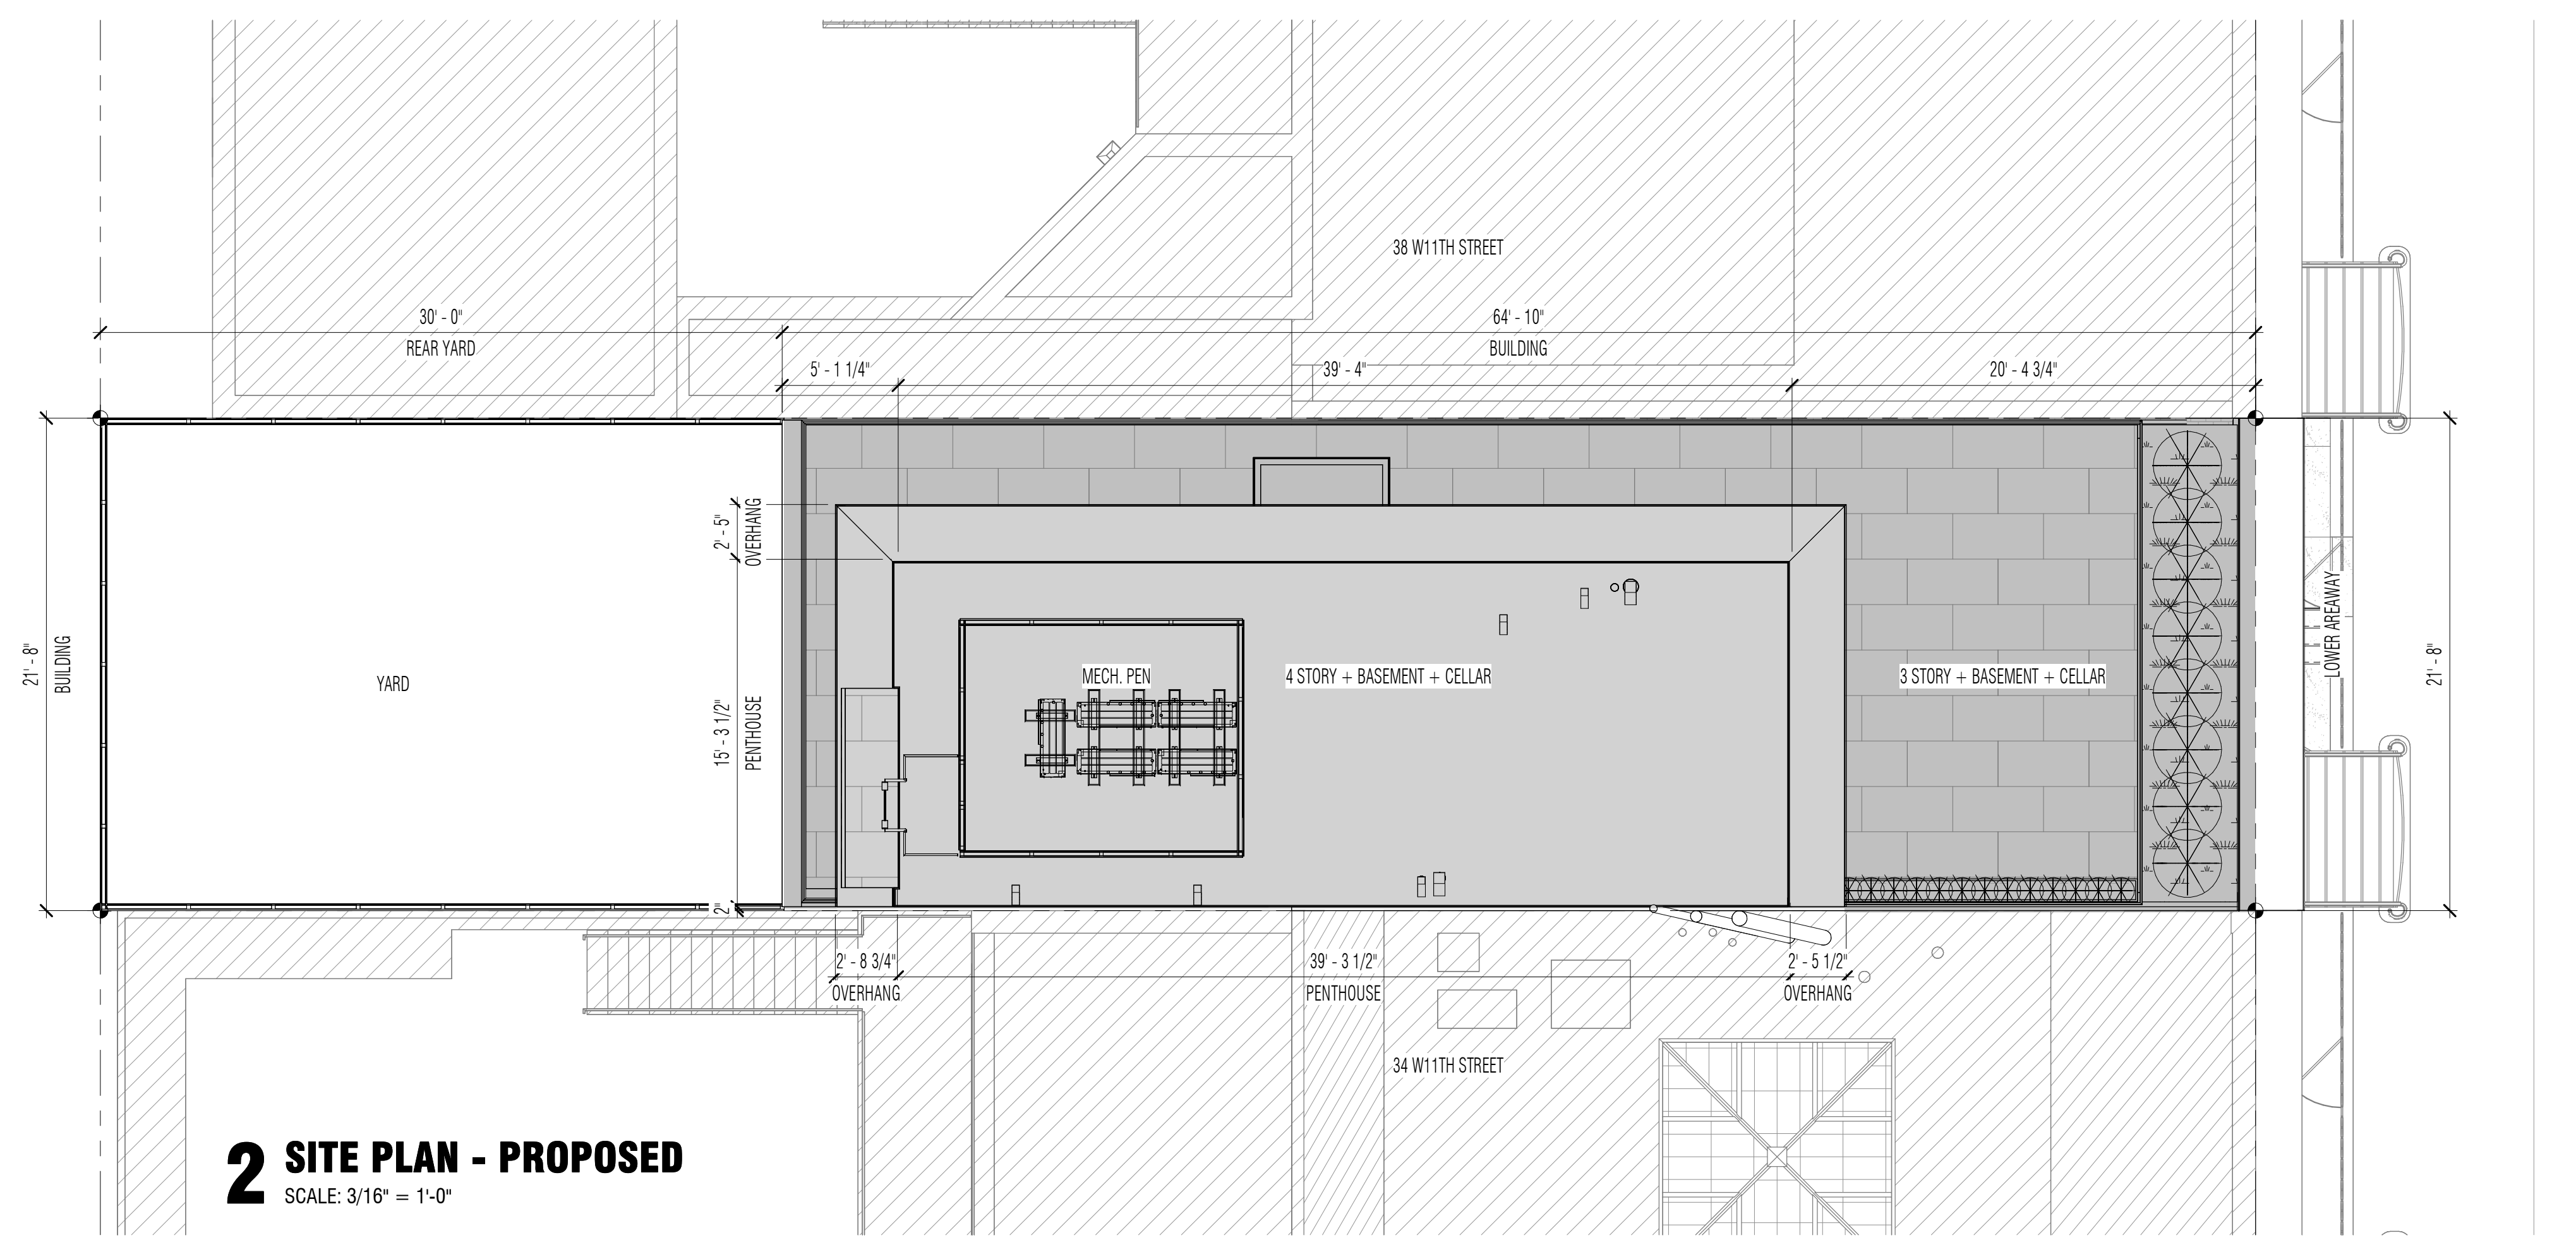 38 W11TH STREET
30' - 0"
REAR YARD
64' - 10"
BUILDING
5' - 1 1/4"
39' - 4"
20' - 4 3/4"
21' - 8"
BUILDING
YARD
2' - 5"
OVERHANG
15' - 3 1/2"
PENTHOUSE
2"
MECH. PEN
4 STORY + BASEMENT + CELLAR
3 STORY + BASEMENT + CELLAR
LOWER AREAWAY
21' - 8"
2' - 8 3/4"
OVERHANG
39' - 3 1/2"
PENTHOUSE
2' - 5 1/2"
OVERHANG
34 W11TH STREET
2 SITE PLAN - PROPOSED
SCALE: 3/16" = 1'-0"